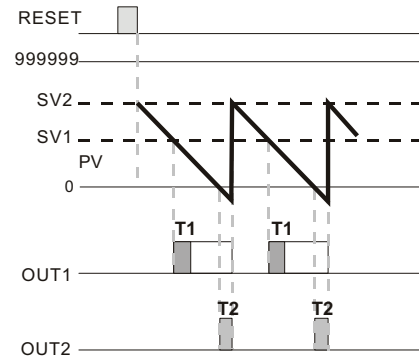 RESET
999999
SV2
SV1
PV
0
T1 T1
OUT1
T2 T2
OUT2